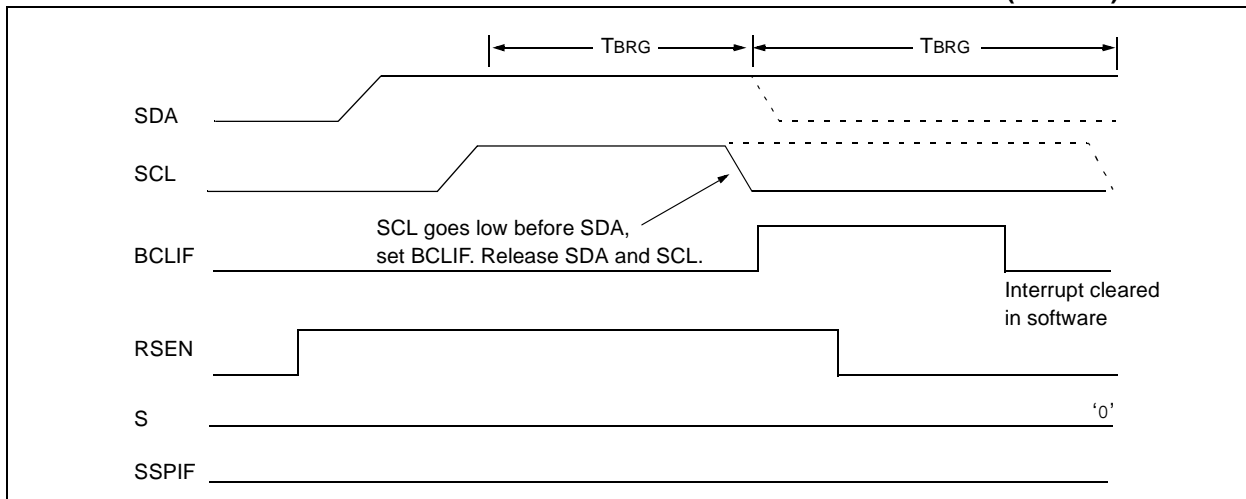 TBRG TBRG
SDA
SCL
SCL goes low before SDA,
set BCLIF. Release SDA and SCL.
BCLIF
Interrupt cleared
in software
RSEN
S ‘0’
SSPIF